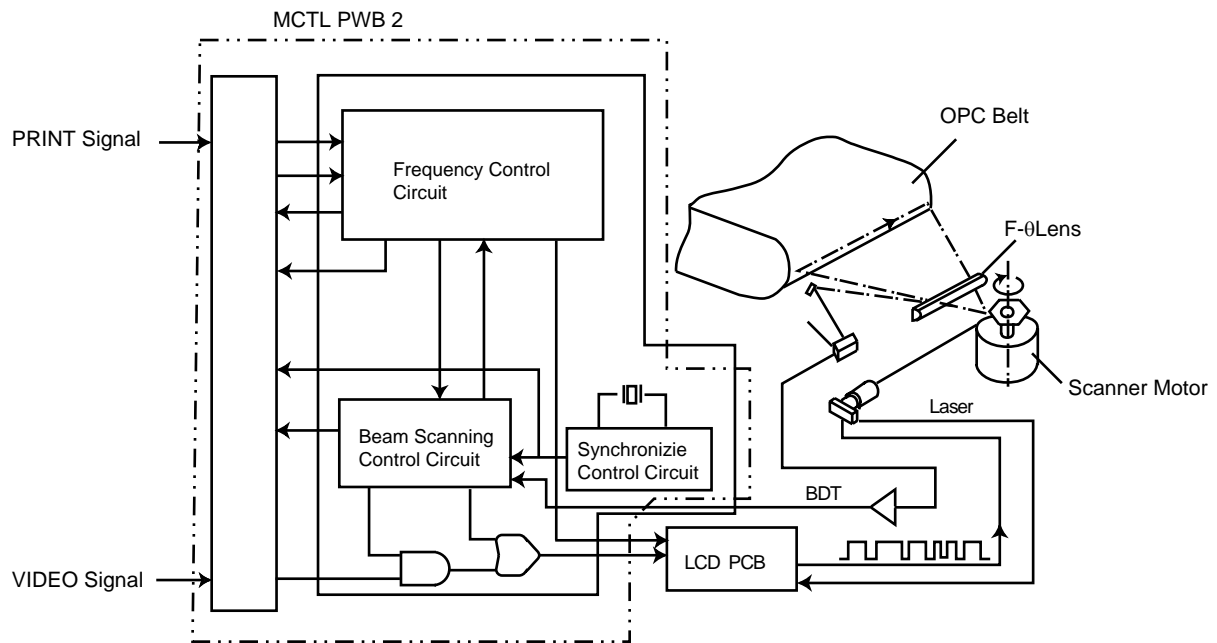 MCTL PWB 2
PRINT Signal
Frequency Control
Circuit
OPC Belt
F-θLens
Scanner Motor
Laser
Beam Scanning
Control Circuit
Synchronizie
Control Circuit
BDT
LCD PCB
VIDEO Signal